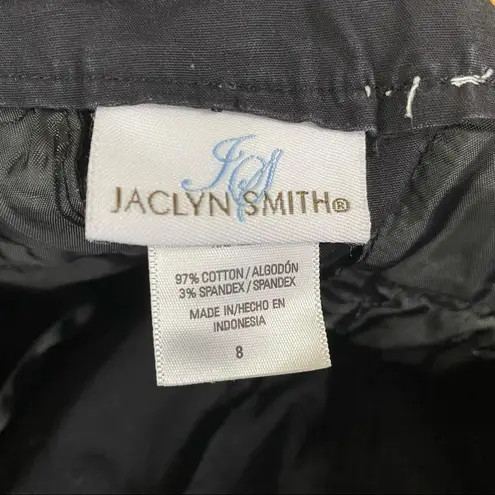 JS
JACLYN SMITH®
97% COTTON/ALGODÓN
3% SPANDEX/SPANDEX
MADE IN/HECHO EN
INDONESIA
8